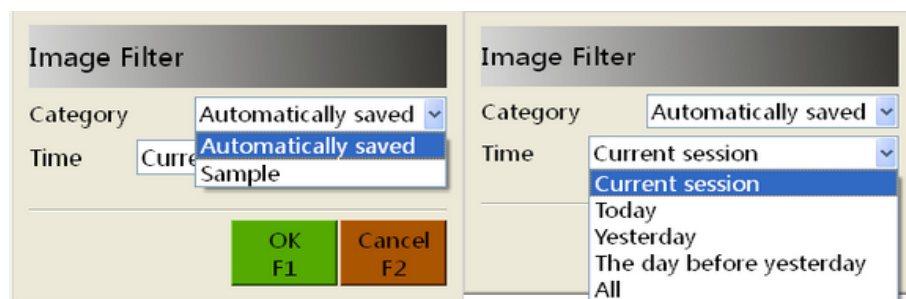 Image Filter
Category Automatically saved
Automatically saved
Time Curre
Sample
OK
F1
Cancel
F2
Image Filter
Category Automatically saved
Time Current session
Current session
Today
Yesterday
The day before yesterday
All